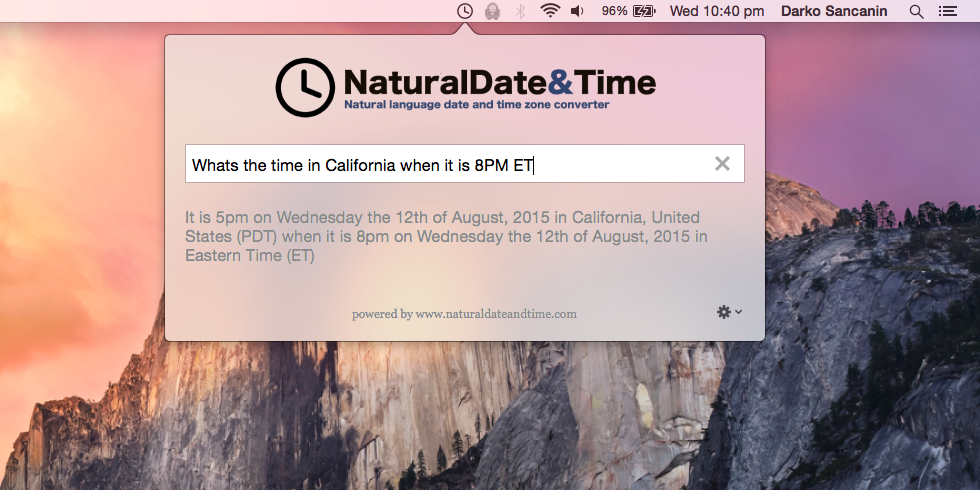 96% Wed 10:40 pm Darko Sancanin
NaturalDate&Time
Natural language date and time zone converter
Whats the time in California when it is 8PM ET
It is 5pm on Wednesday the 12th of August, 2015 in California, United
States (PDT) when it is 8pm on Wednesday the 12th of August, 2015 in
Eastern Time (ET)
powered by www.naturaldateandtime.com